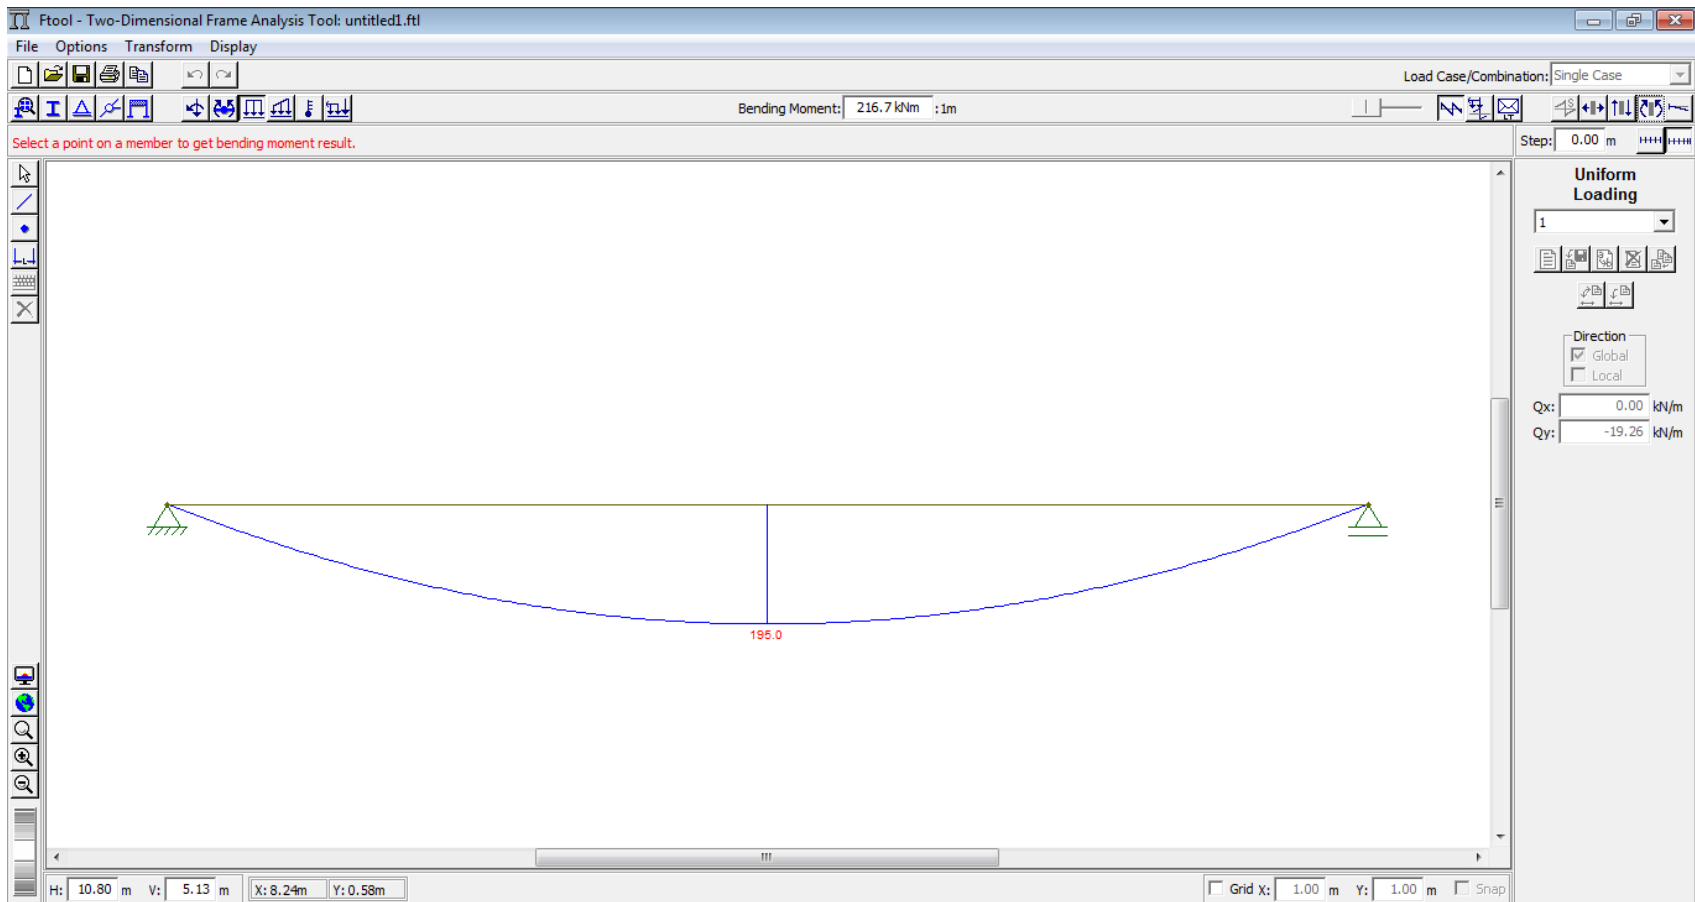 Ftool - Two-Dimensional Frame Analysis Tool: untitled1.ftl
File Options Transform Display
Load Case/Combination: Single Case
Bending Moment: 216.7 kNm :1m
Select a point on a member to get bending moment result.
Step: 0.00 m
Uniform
Loading
1
Direction
Global
Local
Qx: 0.00 kN/m
Qy: -19.26 kN/m
195.0
H: 10.80 m V: 5.13 m X: 8.24m Y: 0.58m Grid X: 1.00 m Y: 1.00 m Snap